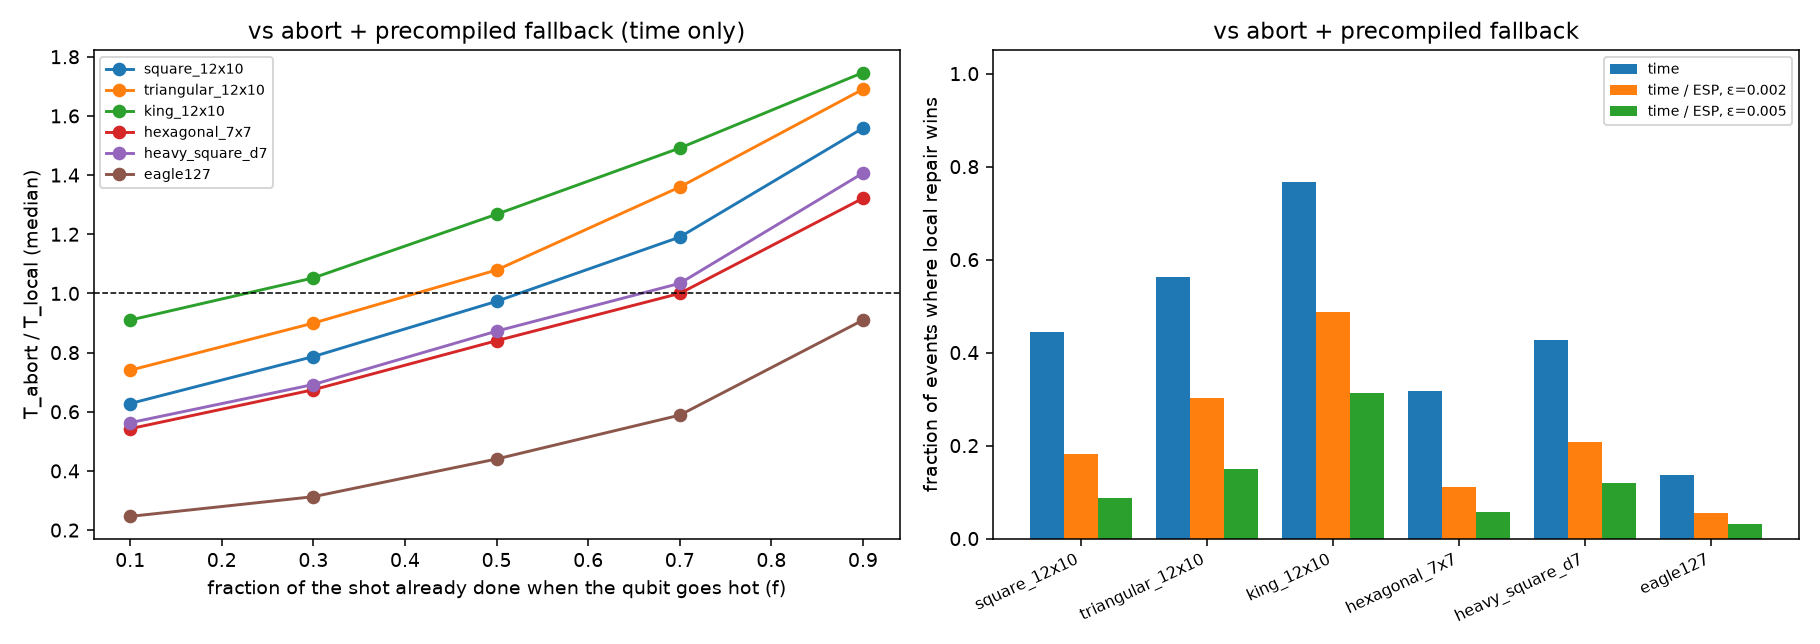 vs abort + precompiled fallback (time only)
T_abort / T_local (median)
1.8
1.6
1.4
1.2
1.0
0.8
0.6
0.4
0.2
square_12x10
triangular_12x10
king_12x10
hexagonal_7x7
heavy_square_d7
eagle127
0.1 0.2 0.3 0.4 0.5 0.6 0.7 0.8 0.9
fraction of the shot already done when the qubit goes hot (f)
vs abort + precompiled fallback
fraction of events where local repair wins
1.0
0.8
0.6
0.4
0.2
0.0
time
time / ESP, ε=0.002
time / ESP, ε=0.005
square_12x10
triangular_12x10
king_12x10
hexagonal_7x7
heavy_square_d7
eagle127